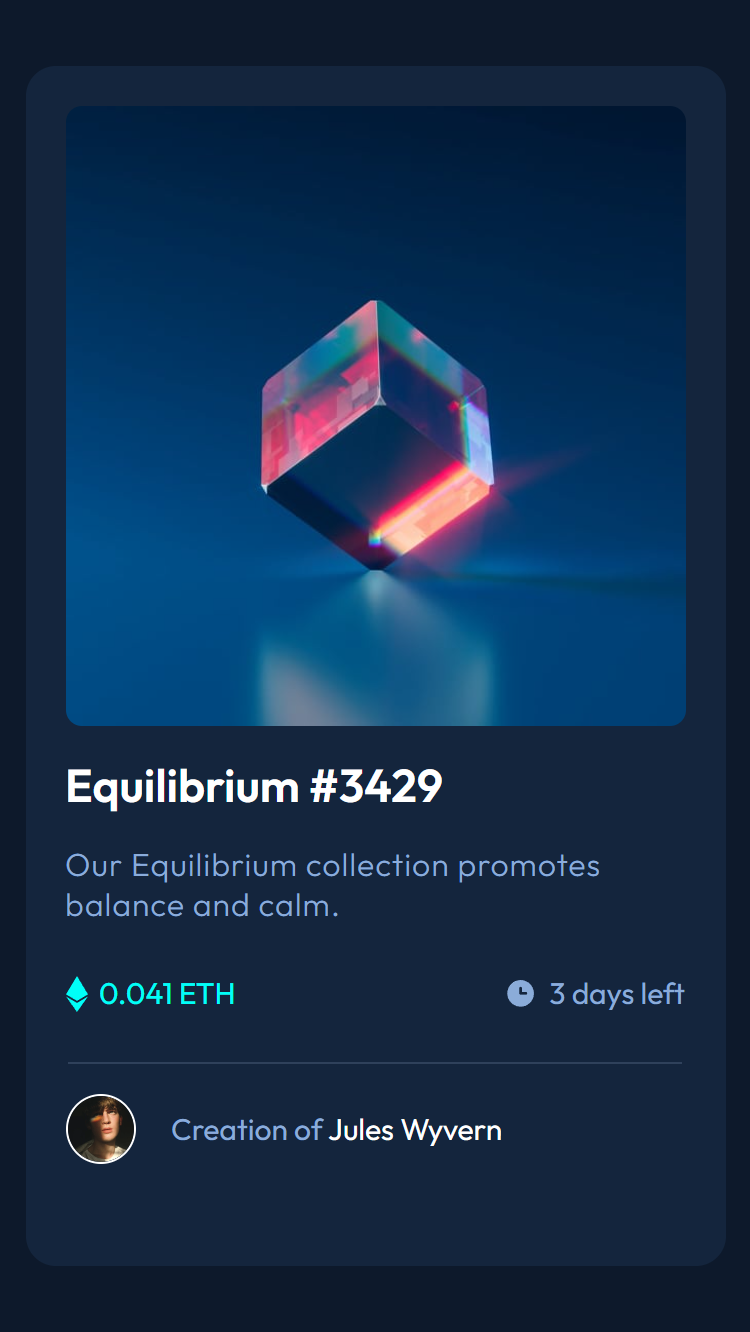 Equilibrium #3429
Our Equilibrium collection promotes
balance and calm.
0.041 ETH
3 days left
Creation of Jules Wyvern